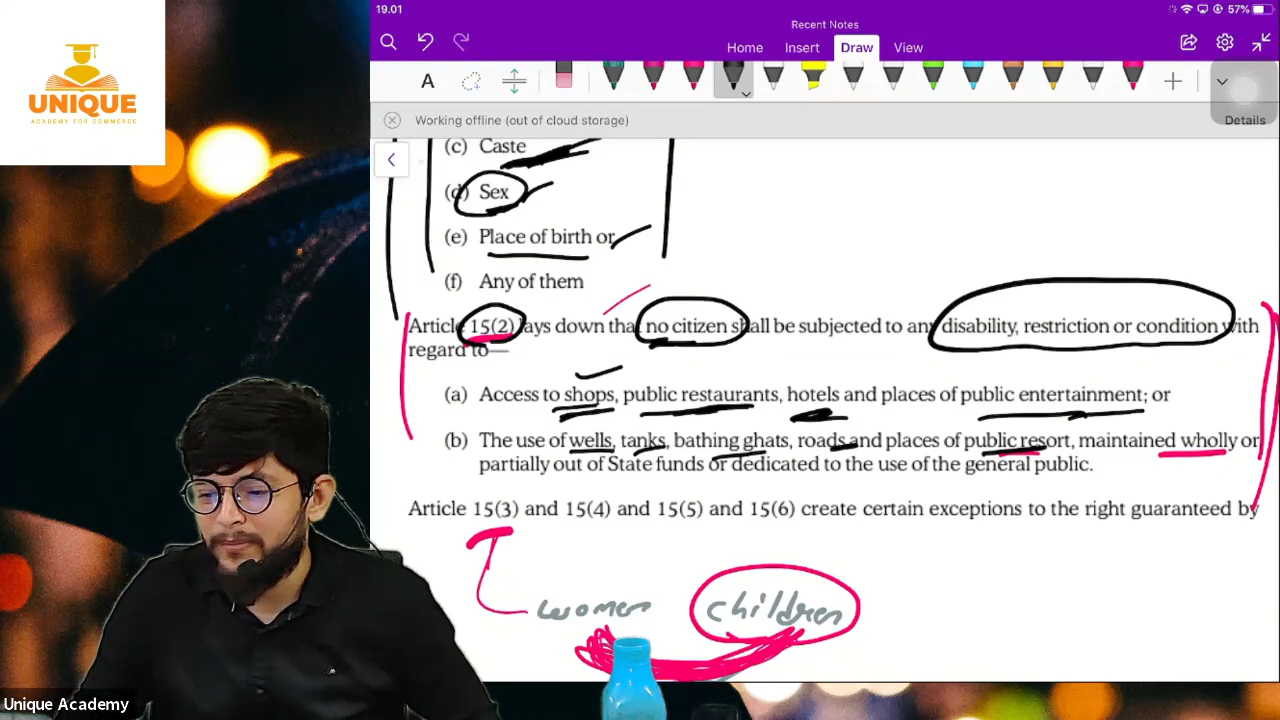 19.01
57%
Recent Notes
Home Insert Draw View
A
Working offline (out of cloud storage)
Details
UNIQUE
ACADEMY FOR COMMERCE
(c) Caste
(d) Sex
(e) Place of birth or
(f) Any of them
Article 15(2) lays down that no citizen shall be subjected to any disability, restriction or condition with
regard to—
(a) Access to shops, public restaurants, hotels and places of public entertainment; or
(b) The use of wells, tanks, bathing ghats, roads and places of public resort, maintained wholly or
partially out of State funds or dedicated to the use of the general public.
Article 15(3) and 15(4) and 15(5) and 15(6) create certain exceptions to the right guaranteed by
women children
Unique Academy